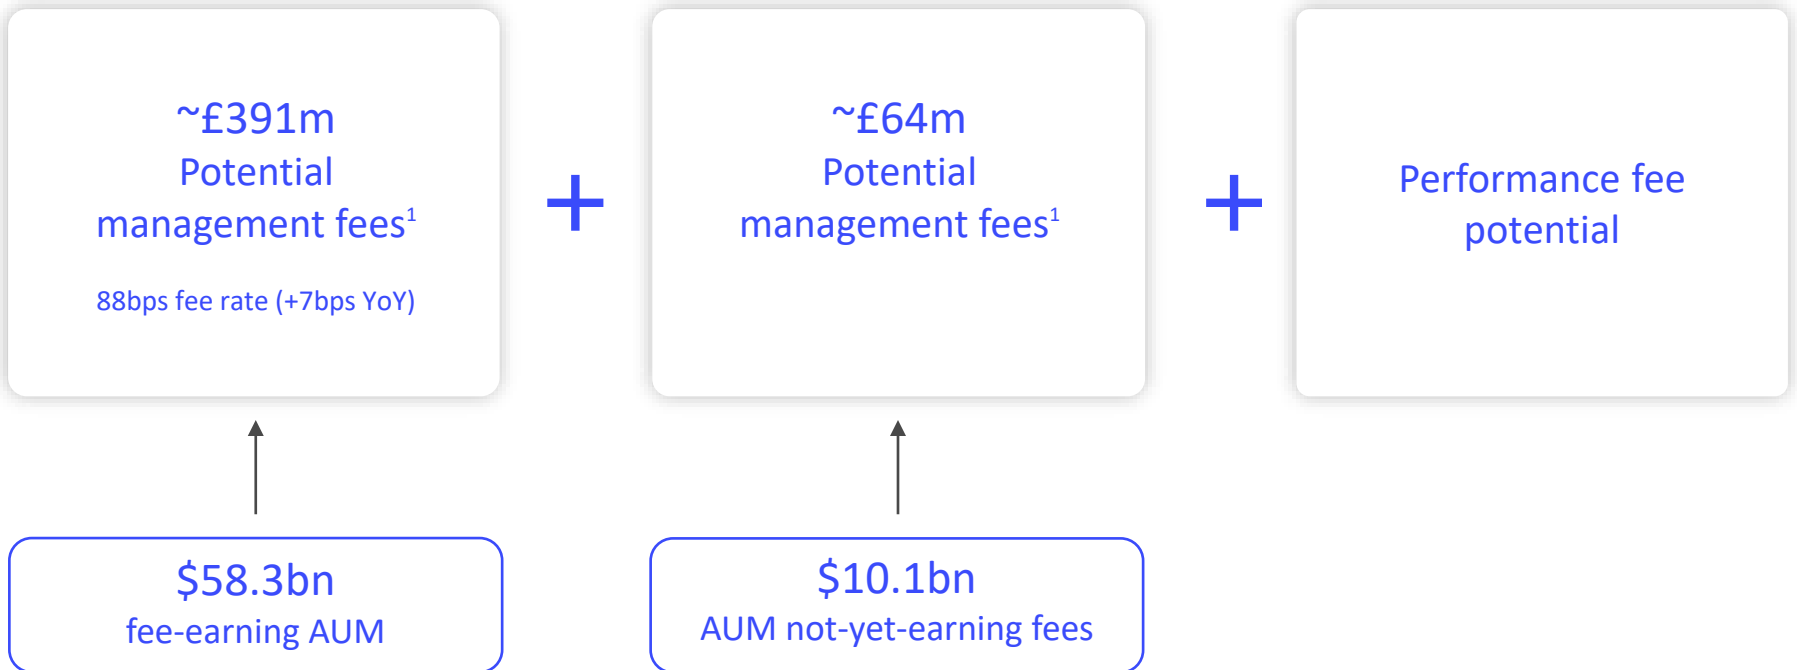 ~£391m
Potential
management fees¹
88bps fee rate (+7bps YoY)
+
~£64m
Potential
management fees¹
+
Performance fee
potential
$58.3bn
fee-earning AUM
$10.1bn
AUM not-yet-earning fees